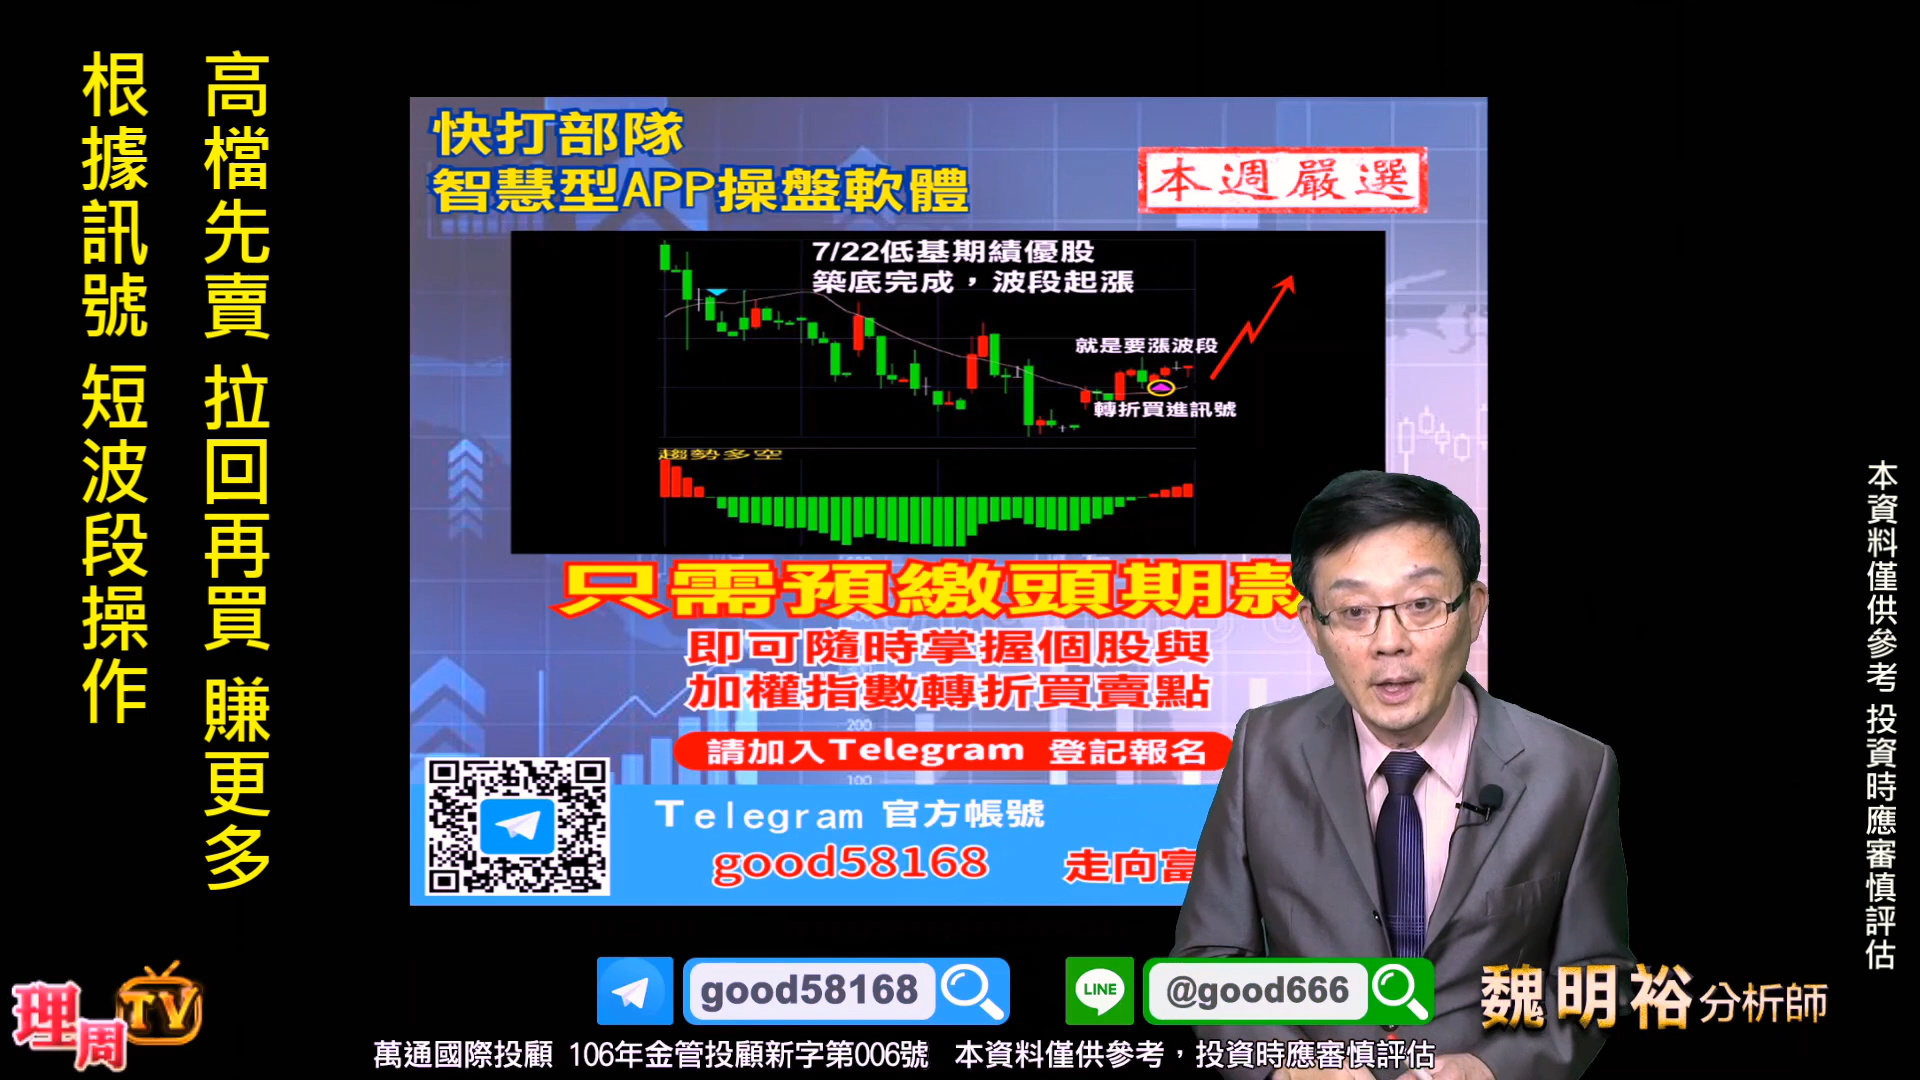 高檔先賣 拉回再買 賺更多
根據訊號 短波段操作
快打部隊
智慧型APP操盤軟體
本週嚴選
7/22低基期績優股
築底完成，波段起漲
就是要漲波段
轉折買進訊號
趨勢多空
只需預繳頭期款
即可隨時掌握個股與
加權指數轉折買賣點
200
100
請加入Telegram 登記報名
Telegram 官方帳號
good58168
走向富
本資料僅供參考 投資時應審慎評估
理周TV
good58168
LINE
@good666
魏明裕分析師
萬通國際投顧 106年金管投顧新字第006號 本資料僅供參考，投資時應審慎評估